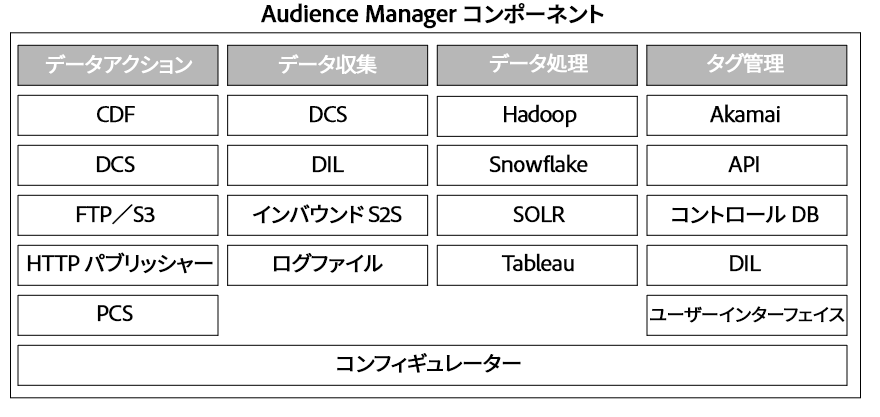 Audience Manager コンポーネント
データアクション データ収集 データ処理 タグ管理
CDF DCS Hadoop Akamai
DCS DIL Snowflake API
FTP／S3 インバウンド S2S SOLR コントロール DB
HTTP パブリッシャー ログファイル Tableau DIL
PCS ユーザーインターフェイス
コンフィギュレーター